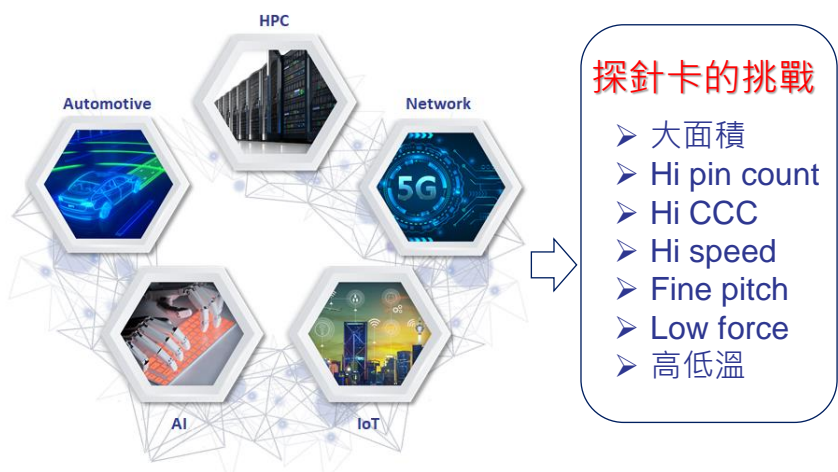 HPC
Automotive
Network
5G
AI
IoT
探針卡的挑戰
➢ 大面積
➢ Hi pin count
➢ Hi CCC
➢ Hi speed
➢ Fine pitch
➢ Low force
➢ 高低溫